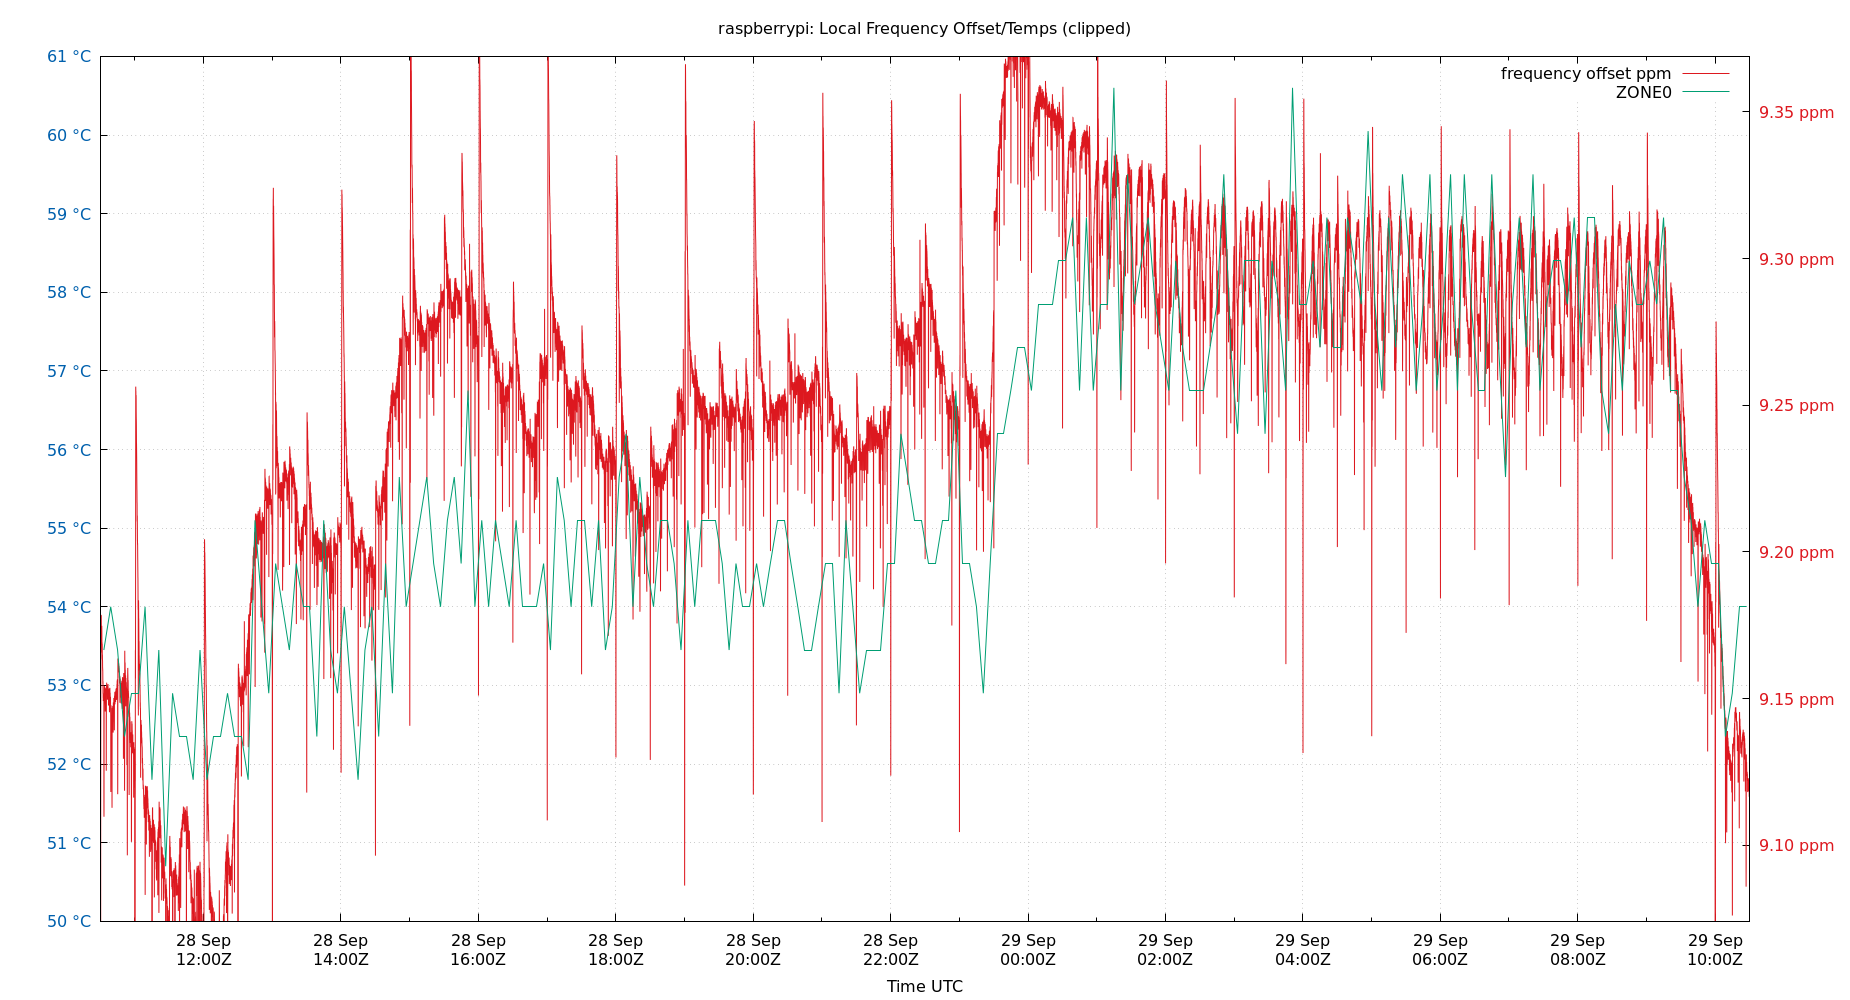 raspberrypi: Local Frequency Offset/Temps (clipped)
frequency offset ppm
ZONE0
61 °C
60 °C
59 °C
58 °C
57 °C
56 °C
55 °C
54 °C
53 °C
52 °C
51 °C
50 °C
9.35 ppm
9.30 ppm
9.25 ppm
9.20 ppm
9.15 ppm
9.10 ppm
28 Sep 28 Sep 28 Sep 28 Sep 28 Sep 28 Sep 29 Sep 29 Sep 29 Sep 29 Sep 29 Sep 29 Sep
12:00Z 14:00Z 16:00Z 18:00Z 20:00Z 22:00Z 00:00Z 02:00Z 04:00Z 06:00Z 08:00Z 10:00Z
Time UTC